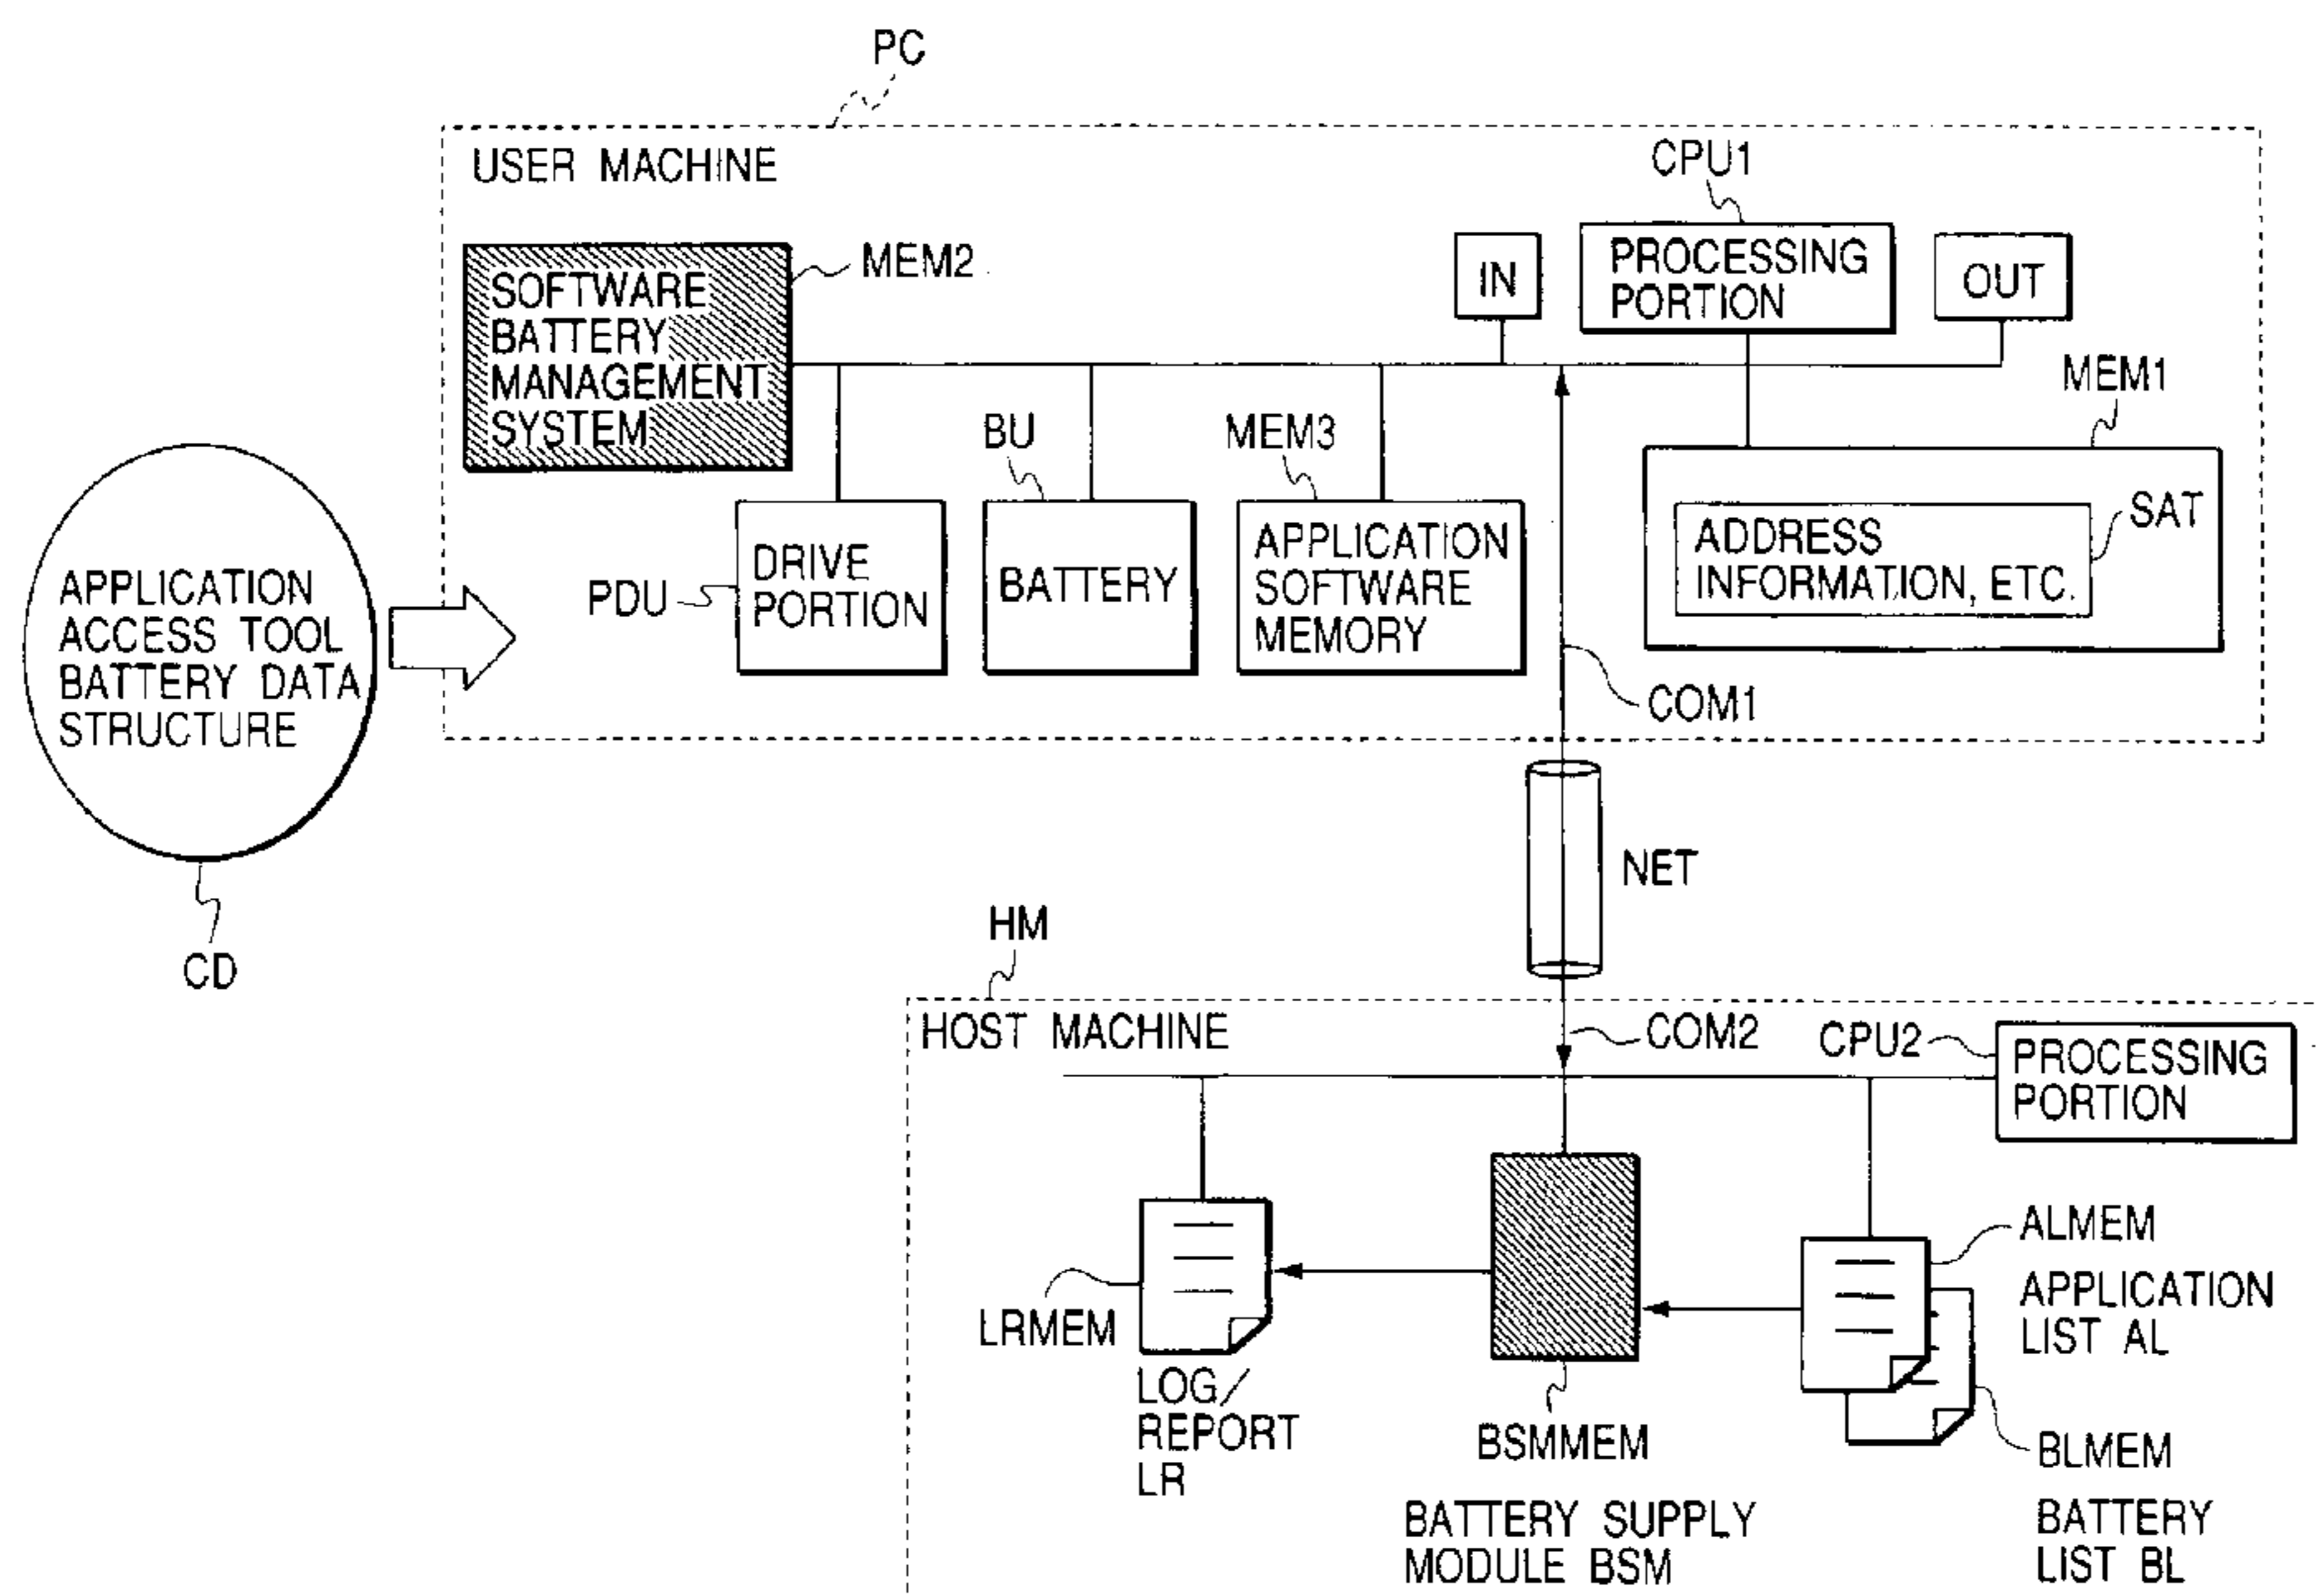 PC
USER MACHINE
CPU1
MEM2
SOFTWARE
BATTERY
MANAGEMENT
SYSTEM
IN
PROCESSING
PORTION
OUT
MEM1
BU
MEM3
SAT
PDU
DRIVE
PORTION
BATTERY
APPLICATION
SOFTWARE
MEMORY
ADDRESS
INFORMATION, ETC.
COM1
APPLICATION
ACCESS TOOL
BATTERY DATA
STRUCTURE
CD
NET
HM
HOST MACHINE
COM2
CPU2
PROCESSING
PORTION
LRMEM
LOG/
REPORT
LR
BSMMEM
BATTERY SUPPLY
MODULE BSM
ALMEM
APPLICATION
LIST AL
BLMEM
BATTERY
LIST BL